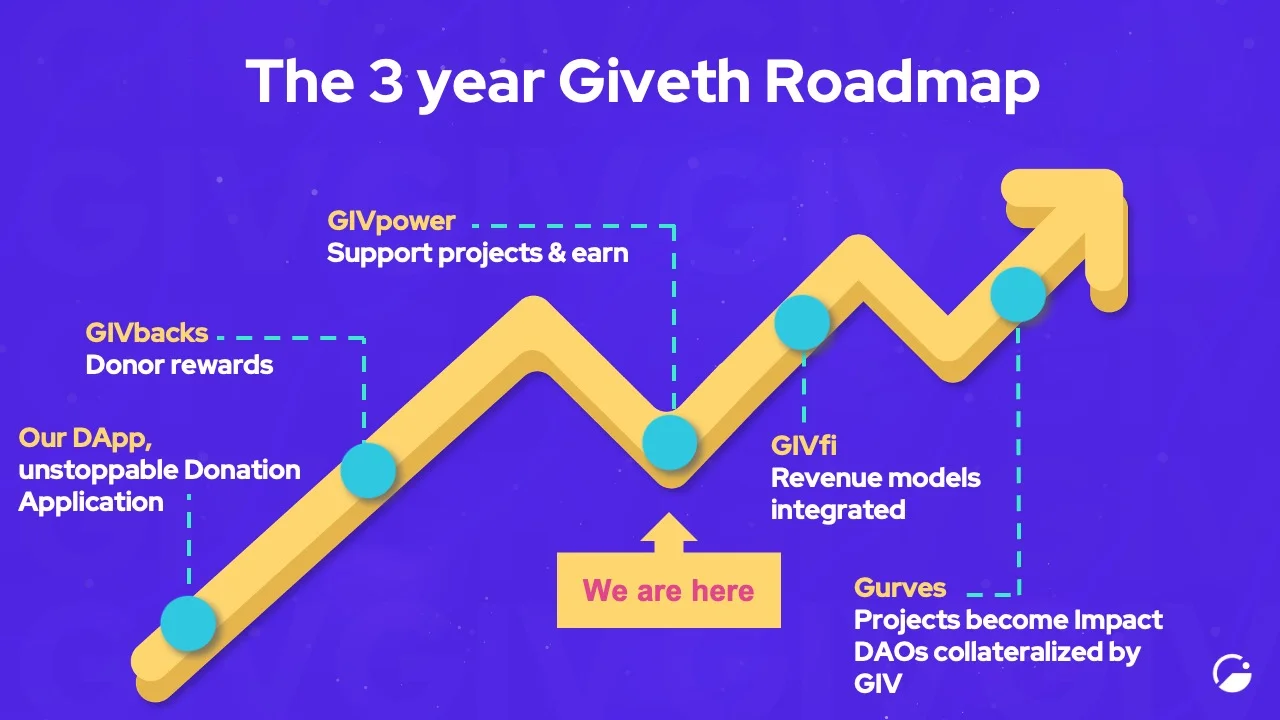 The 3 year Giveth Roadmap
GIVpower
Support projects & earn
GIVbacks
Donor rewards
Our DApp,
unstoppable Donation
Application
GIVfi
Revenue models
integrated
We are here
Gurves
Projects become Impact
DAOs collateralized by
GIV